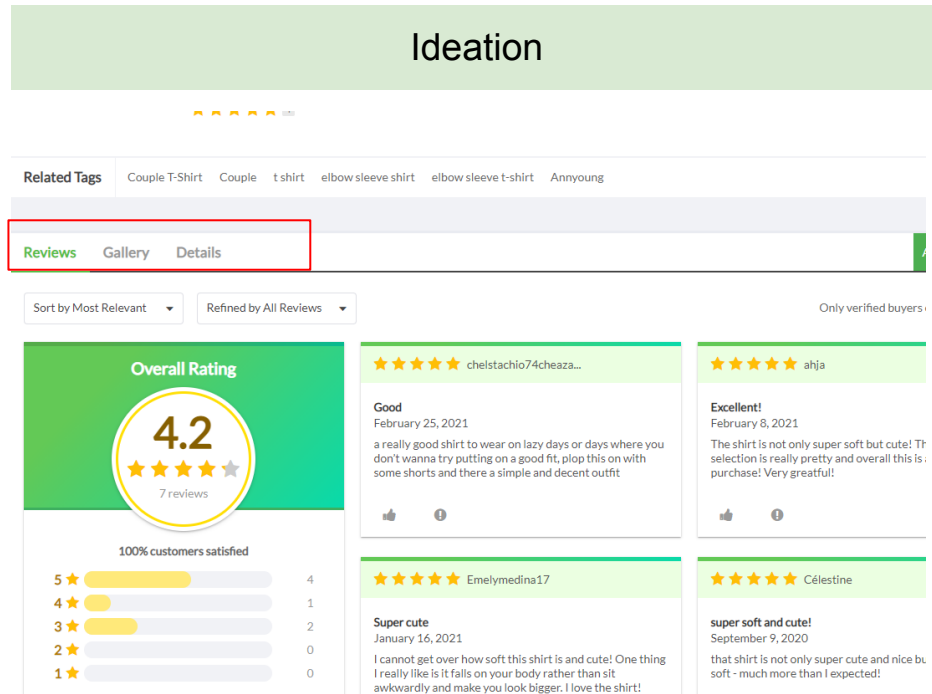 Ideation
Related Tags Couple T-Shirt Couple t shirt elbow sleeve shirt elbow sleeve t-shirt Annyoung
Reviews Gallery Details
Sort by Most Relevant Refined by All Reviews Only verified buyers
Overall Rating
4.2
7 reviews
100% customers satisfied
5 4
4 1
3 2
2 0
1 0
chelstachio74cheaza...
Good
February 25, 2021
a really good shirt to wear on lazy days or days where you
don't wanna try putting on a good fit, plop this on with
some shorts and there a simple and decent outfit
ahja
Excellent!
February 8, 2021
The shirt is not only super soft but cute! Th
selection is really pretty and overall this is
purchase! Very greatful!
Emelymedina17
Super cute
January 16, 2021
I cannot get over how soft this shirt is and cute! One thing
I really like is it falls on your body rather than sit
awkwardly and make you look bigger. I love the shirt!
Célestine
super soft and cute!
September 9, 2020
that shirt is not only super cute and nice bu
soft - much more than I expected!